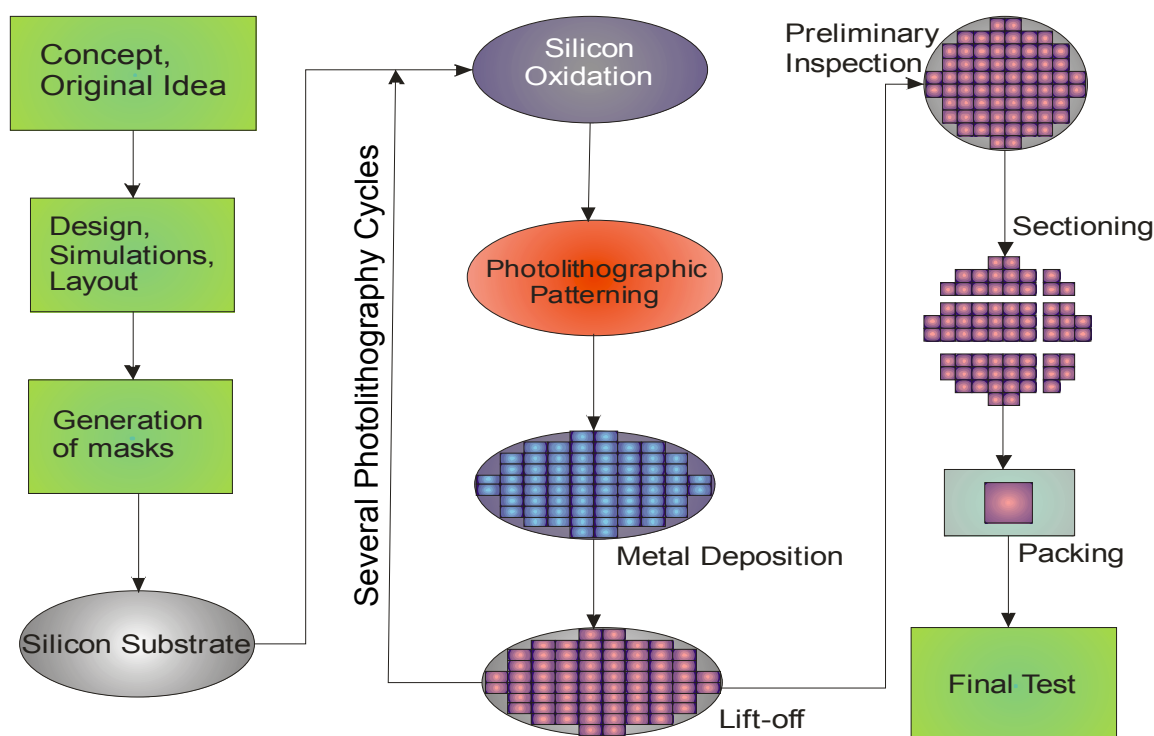 Concept,
Original Idea
Design,
Simulations,
Layout
Generation
of masks
Silicon Substrate
Several Photolithography Cycles
Silicon
Oxidation
Photolithographic
Patterning
Metal Deposition
Lift-off
Preliminary
Inspection
Sectioning
Packing
Final Test